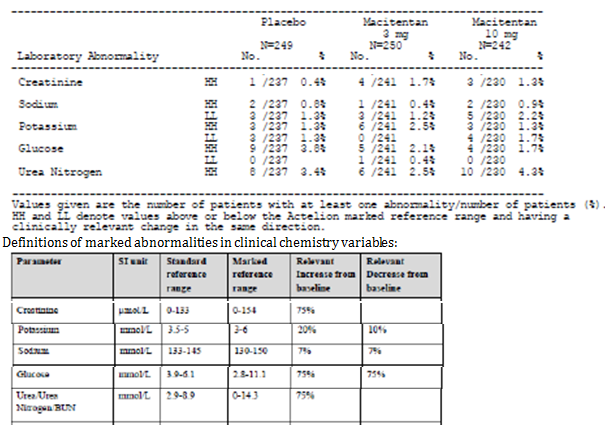 Placebo Macitentan Macitentan
3 mg 10 mg
N=249 N=250 N=242
Laboratory Abnormality No. % No. % No. %
Creatinine HH 1 /237 0.4% 4 /241 1.7% 3 /230 1.3%
Sodium HH 2 /237 0.8% 1 /241 0.4% 2 /230 0.9%
LL 3 /237 1.3% 3 /241 1.2% 5 /230 2.2%
Potassium HH 3 /237 1.3% 6 /241 2.5% 3 /230 1.3%
LL 3 /237 1.3% 0 /241 4 /230 1.7%
Glucose HH 9 /237 3.8% 5 /241 2.1% 4 /230 1.7%
LL 0 /237 1 /241 0.4% 0 /230
Urea Nitrogen HH 8 /237 3.4% 6 /241 2.5% 10 /230 4.3%
Values given are the number of patients with at least one abnormality/number of patients (%).
HH and LL denote values above or below the Actelion marked reference range and having a
clinically relevant change in the same direction.
Definitions of marked abnormalities in clinical chemistry variables:
Parameter SI unit Standard Marked Relevant Relevant
reference reference Increase from Decrease from
range range baseline baseline
Creatinine µmol/L 0-133 0-154 75%
Potassium mmol/L 3.5-5 3-6 20% 10%
Sodium mmol/L 133-145 130-150 7% 7%
Glucose mmol/L 3.9-6.1 2.8-11.1 75% 75%
Urea/Urea mmol/L 2.9-8.9 0-14.3 75%
Nitrogen/BUN